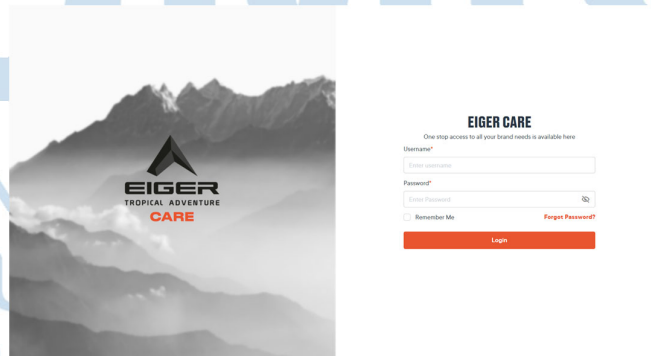 EIGER
TROPICAL ADVENTURE
CARE
EIGER CARE
One stop access to all your brand needs is available here
Username*
Enter username
Password*
Enter Password
Remember Me
Forgot Password?
Login